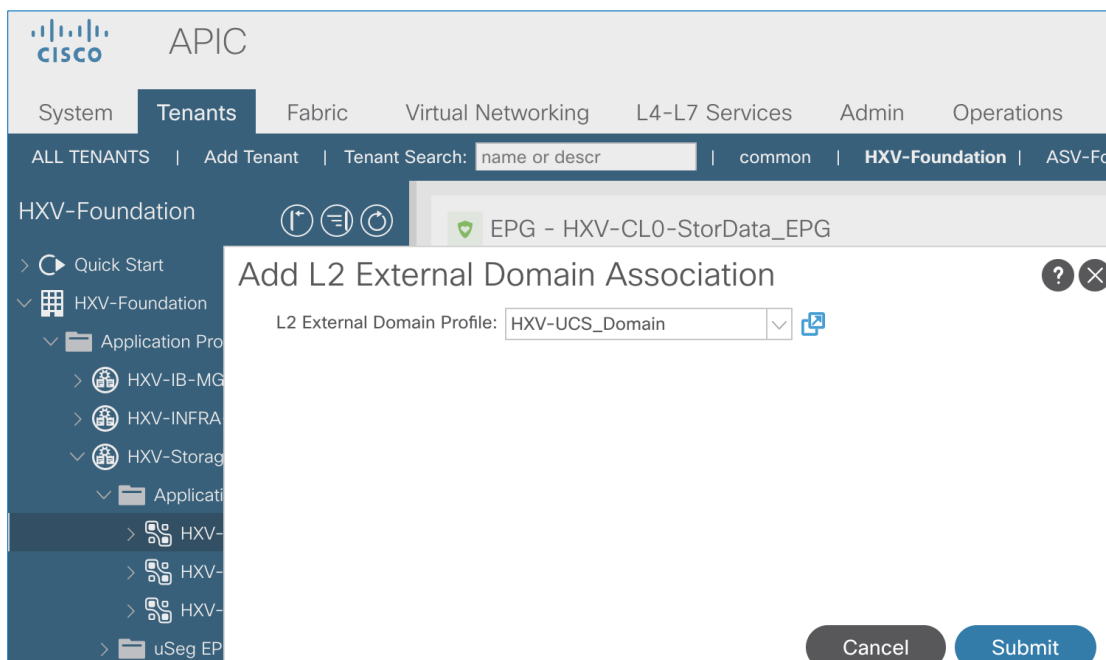 CISCO
APIC
System Tenants Fabric Virtual Networking L4-L7 Services Admin Operations
ALL TENANTS | Add Tenant | Tenant Search: name or descr | common | HXV-Foundation | ASV-Fo
HXV-Foundation
EPG - HXV-CL0-StorData_EPG
Quick Start
Add L2 External Domain Association
HXV-Foundation
L2 External Domain Profile: HXV-UCS_Domain
Application Pro
HXV-IB-MG
HXV-INFRA
HXV-Storag
Applicati
HXV-
HXV-
HXV-
uSeg EP
Cancel Submit